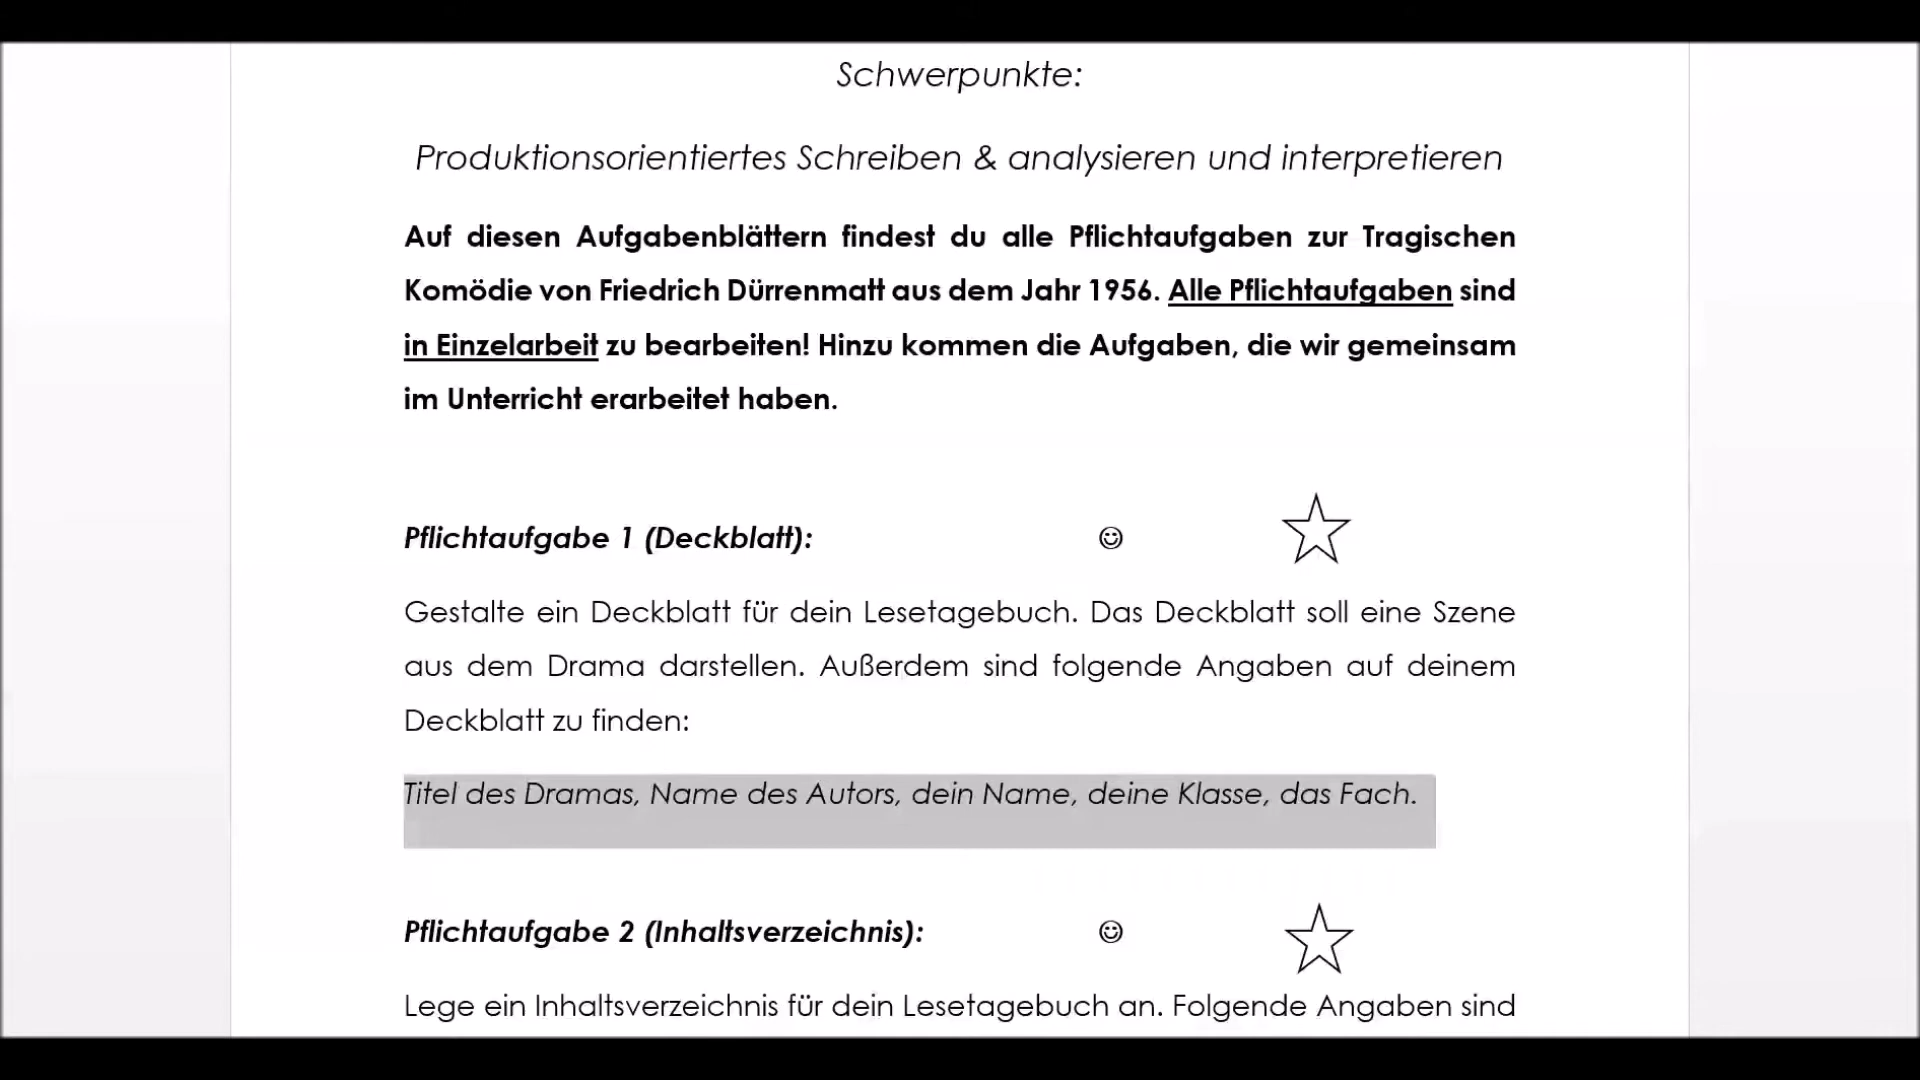 Schwerpunkte:
Produktionsorientiertes Schreiben & analysieren und interpretieren
Auf diesen Aufgabenblättern findest du alle Pflichtaufgaben zur Tragischen
Komödie von Friedrich Dürrenmatt aus dem Jahr 1956. Alle Pflichtaufgaben sind
in Einzelarbeit zu bearbeiten! Hinzu kommen die Aufgaben, die wir gemeinsam
im Unterricht erarbeitet haben.
Pflichtaufgabe 1 (Deckblatt): ☺
Gestalte ein Deckblatt für dein Lesetagebuch. Das Deckblatt soll eine Szene
aus dem Drama darstellen. Außerdem sind folgende Angaben auf deinem
Deckblatt zu finden:
Titel des Dramas, Name des Autors, dein Name, deine Klasse, das Fach.
Pflichtaufgabe 2 (Inhaltsverzeichnis): ☺
Lege ein Inhaltsverzeichnis für dein Lesetagebuch an. Folgende Angaben sind